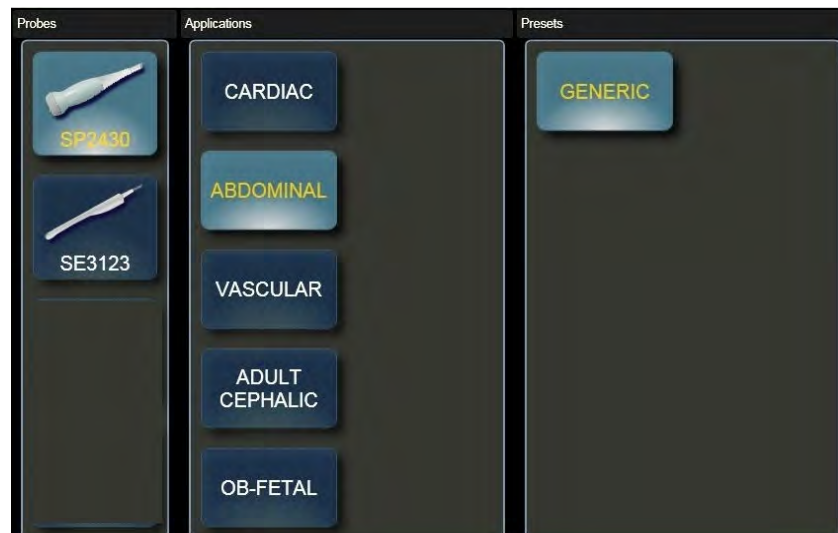 Probes
Applications
Presets
SP2430
SE3123
CARDIAC
ABDOMINAL
VASCULAR
ADULT
CEPHALIC
OB-FETAL
GENERIC